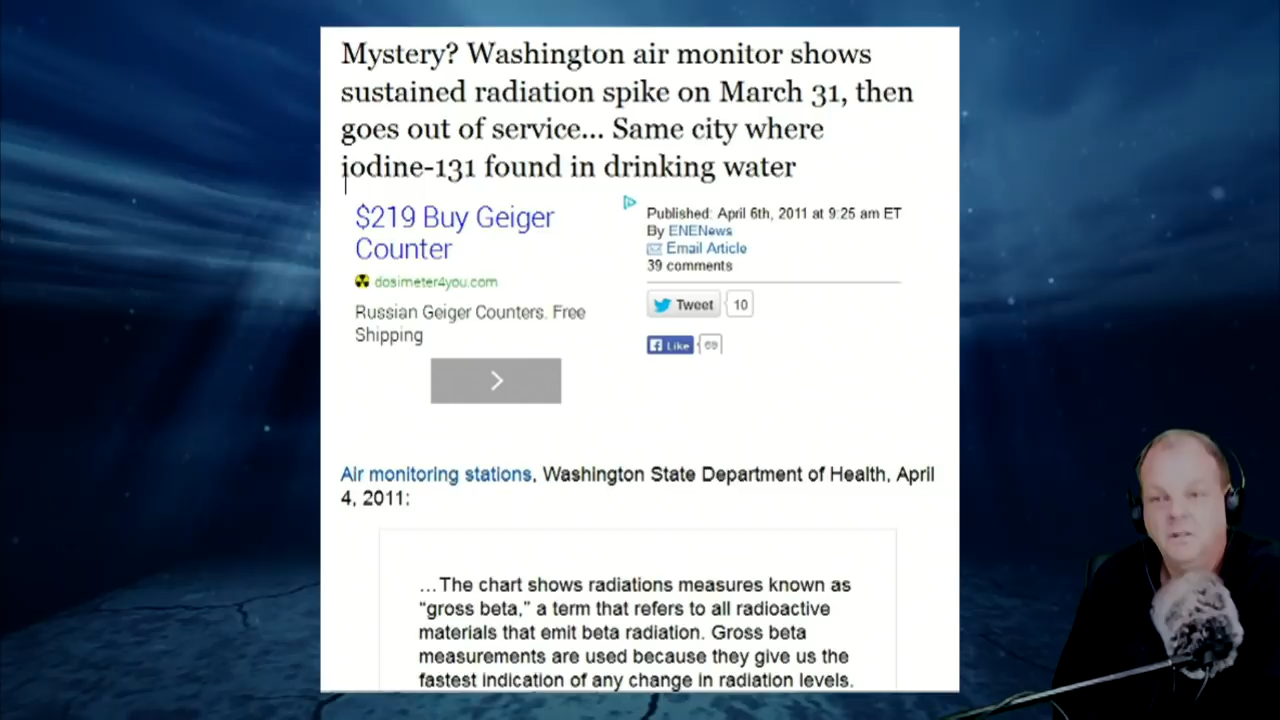 Mystery? Washington air monitor shows
sustained radiation spike on March 31, then
goes out of service... Same city where
iodine-131 found in drinking water
$219 Buy Geiger
Counter
dosimeter4you.com
Russian Geiger Counters. Free
Shipping
Published: April 6th, 2011 at 9:25 am ET
By ENENews
Email Article
39 comments
Tweet 10
Like 69
Air monitoring stations, Washington State Department of Health, April
4, 2011:
...The chart shows radiations measures known as
“gross beta,” a term that refers to all radioactive
materials that emit beta radiation. Gross beta
measurements are used because they give us the
fastest indication of any change in radiation levels.